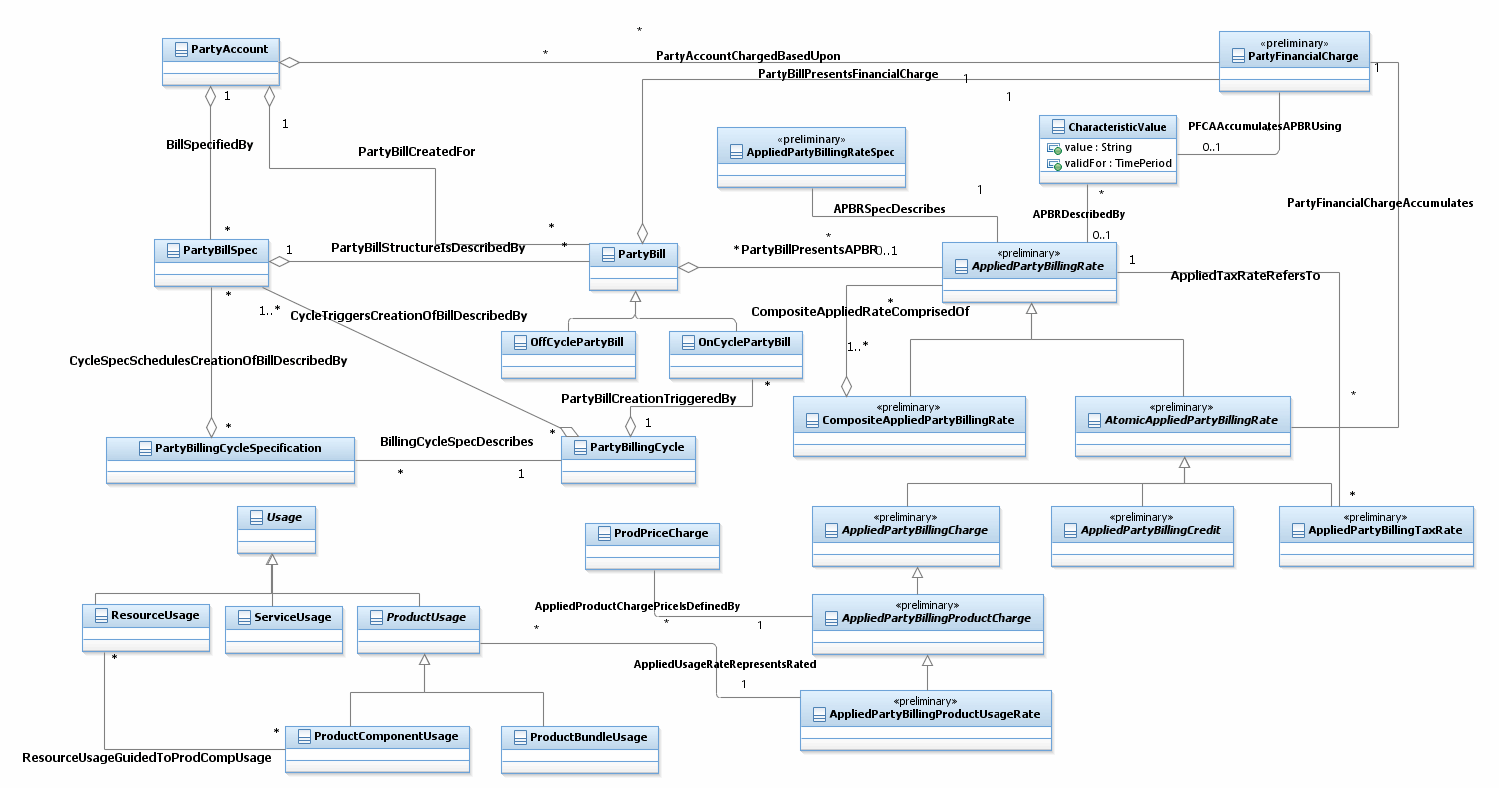 *
*
PartyAccount
PartyAccountChargedBasedUpon
«preliminary»
PartyFinancialCharge
1
PartyBillPresentsFinancialCharge
1
1
1
1
BillSpecifiedBy
PartyBillCreatedFor
«preliminary»
AppliedPartyBillingRateSpec
CharacteristicValue
value : String
validFor : TimePeriod
PFCAAccumulatesAPBRUsing
*
0..1
1
*
APBRSpecDescribes
APBRDescribedBy
PartyFinancialChargeAccumulates
*
*
*
0..1
PartyBillSpec
1
PartyBillStructureIsDescribedBy
*
PartyBill
*
PartyBillPresentsAPBR
0..1
«preliminary»
AppliedPartyBillingRate
1
AppliedTaxRateRefersTo
*
1..*
CycleTriggersCreationOfBillDescribedBy
*
CompositeAppliedRateComprisedOf
OffCyclePartyBill
OnCyclePartyBill
1..*
CycleSpecSchedulesCreationOfBillDescribedBy
*
PartyBillCreationTriggeredBy
*
«preliminary»
CompositeAppliedPartyBillingRate
«preliminary»
AtomicAppliedPartyBillingRate
*
1
*
PartyBillingCycleSpecification
BillingCycleSpecDescribes
PartyBillingCycle
*
1
*
Usage
ProdPriceCharge
«preliminary»
AppliedPartyBillingCharge
«preliminary»
AppliedPartyBillingCredit
«preliminary»
AppliedPartyBillingTaxRate
ResourceUsage
ServiceUsage
ProductUsage
AppliedProductChargePriceIsDefinedBy
«preliminary»
AppliedPartyBillingProductCharge
*
*
1
*
AppliedUsageRateRepresentsRated
1
«preliminary»
AppliedPartyBillingProductUsageRate
*
ProductComponentUsage
ProductBundleUsage
ResourceUsageGuidedToProdCompUsage